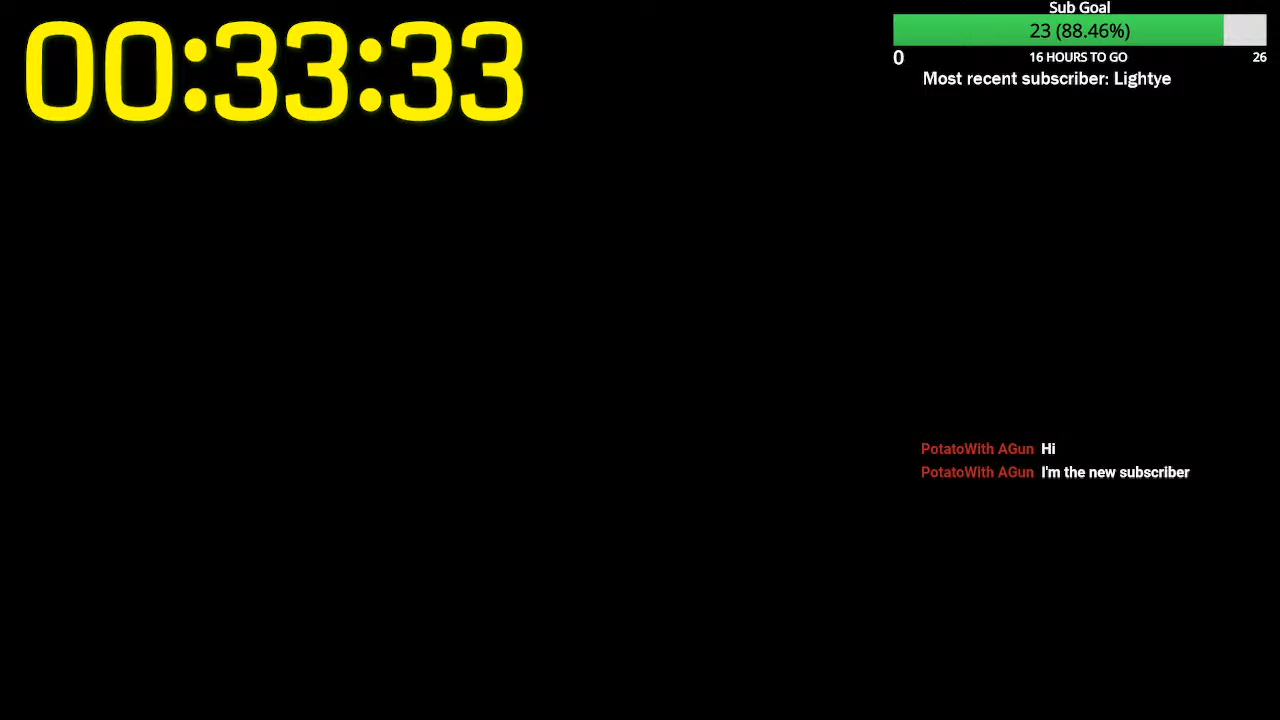 00:33:33
Sub Goal
23 (88.46%)
0 16 HOURS TO GO 26
Most recent subscriber: Lightye
PotatoWith AGun Hi
PotatoWith AGun I'm the new subscriber